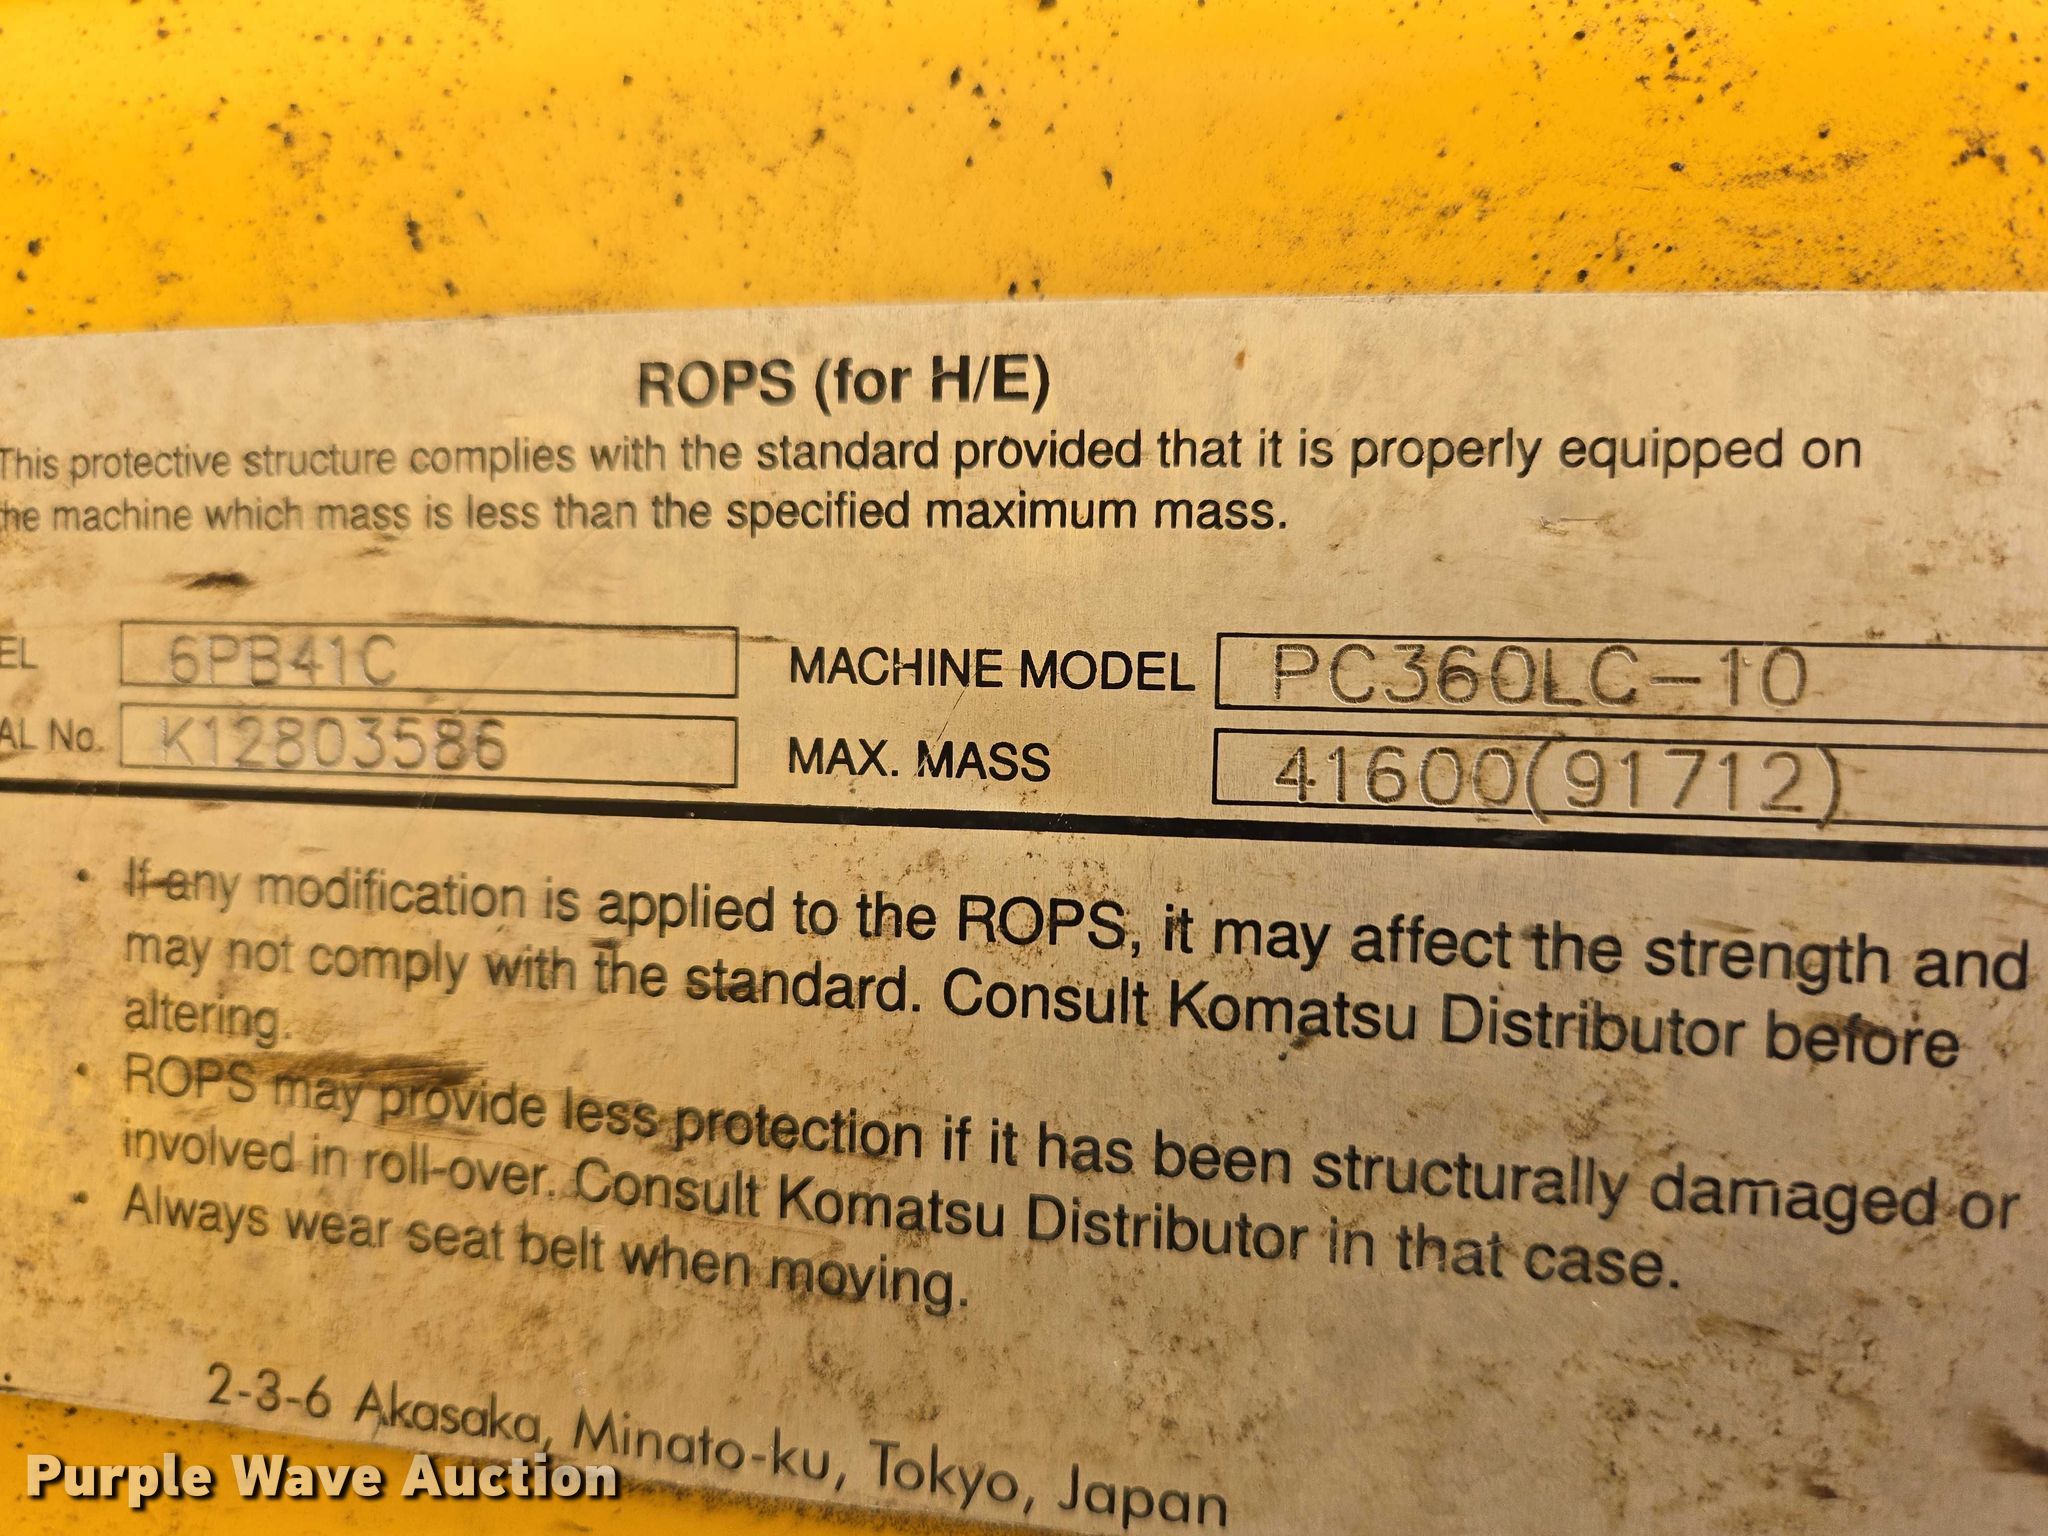 ROPS (for H/E)
This protective structure complies with the standard provided that it is properly equipped on
the machine which mass is less than the specified maximum mass.
EL 6PB41C MACHINE MODEL PC360LC-10
AL No. K12803586 MAX. MASS 41600(91712)
• If any modification is applied to the ROPS, it may affect the strength and
may not comply with the standard. Consult Komatsu Distributor before
altering.
• ROPS may provide less protection if it has been structurally damaged or
involved in roll-over. Consult Komatsu Distributor in that case.
• Always wear seat belt when moving.
2-3-6 Akasaka, Minato-ku, Tokyo, Japan
Purple Wave Auction